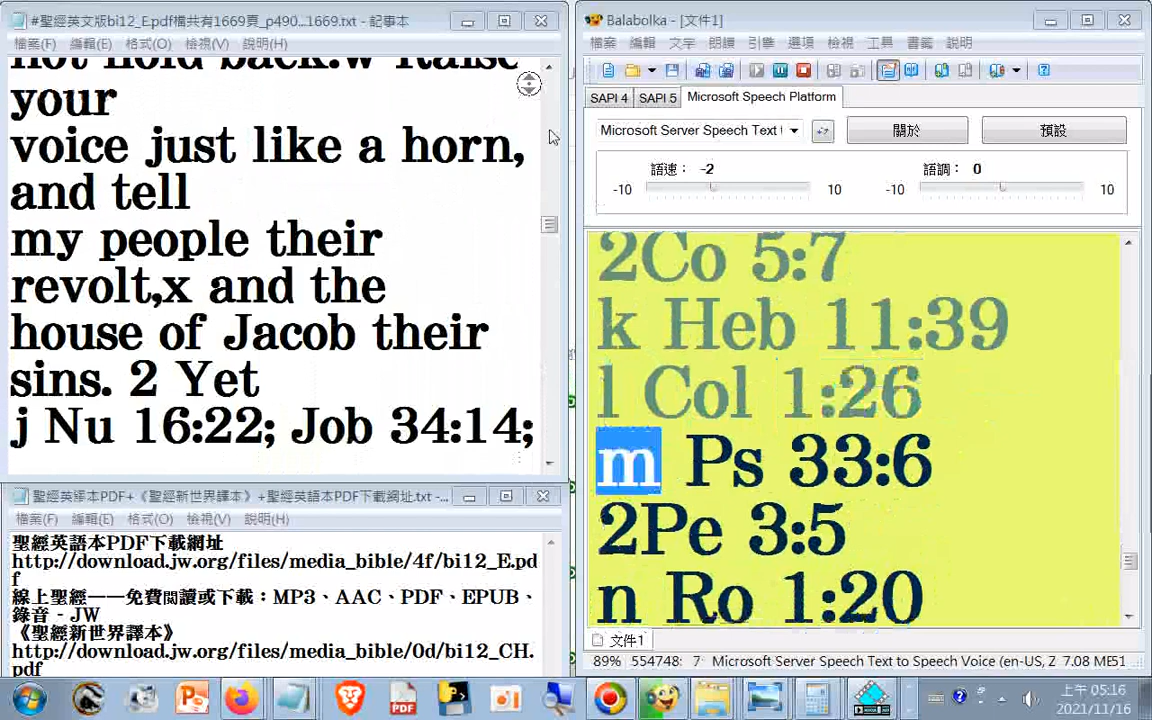 #聖經英文版bi12_E.pdf檔共有1669頁_p490...1669.txt - 記事本
檔案(F) 編輯(E) 格式(O) 檢視(V) 說明(H)
not hold back.w Raise
your
voice just like a horn,
and tell
my people their
revolt,x and the
house of Jacob their
sins. 2 Yet
j Nu 16:22; Job 34:14;
聖經英譯本PDF+《聖經新世界譯本》+聖經英語本PDF下載網址.txt -...
檔案(F) 編輯(E) 格式(O) 檢視(V) 說明(H)
聖經英語本PDF下載網址
http://download.jw.org/files/media_bible/4f/bi12_E.pd
f
線上聖經——免費閱讀或下載：MP3、AAC、PDF、EPUB、
錄音 - JW
《聖經新世界譯本》
http://download.jw.org/files/media_bible/0d/bi12_CH.
pdf
Balabolka - [文件1]
檔案 編輯 文字 朗讀 引擎 選項 檢視 工具 書籤 說明
SAPI 4 SAPI 5 Microsoft Speech Platform
Microsoft Server Speech Text 關於 預設
語速： -2 語調： 0
-10 10 -10 10
2Co 5:7
k Heb 11:39
l Col 1:26
m Ps 33:6
2Pe 3:5
n Ro 1:20
文件1
89% 554748: 7 Microsoft Server Speech Text to Speech Voice (en-US, Z 7.08 ME51
上午 05:16
2021/11/16